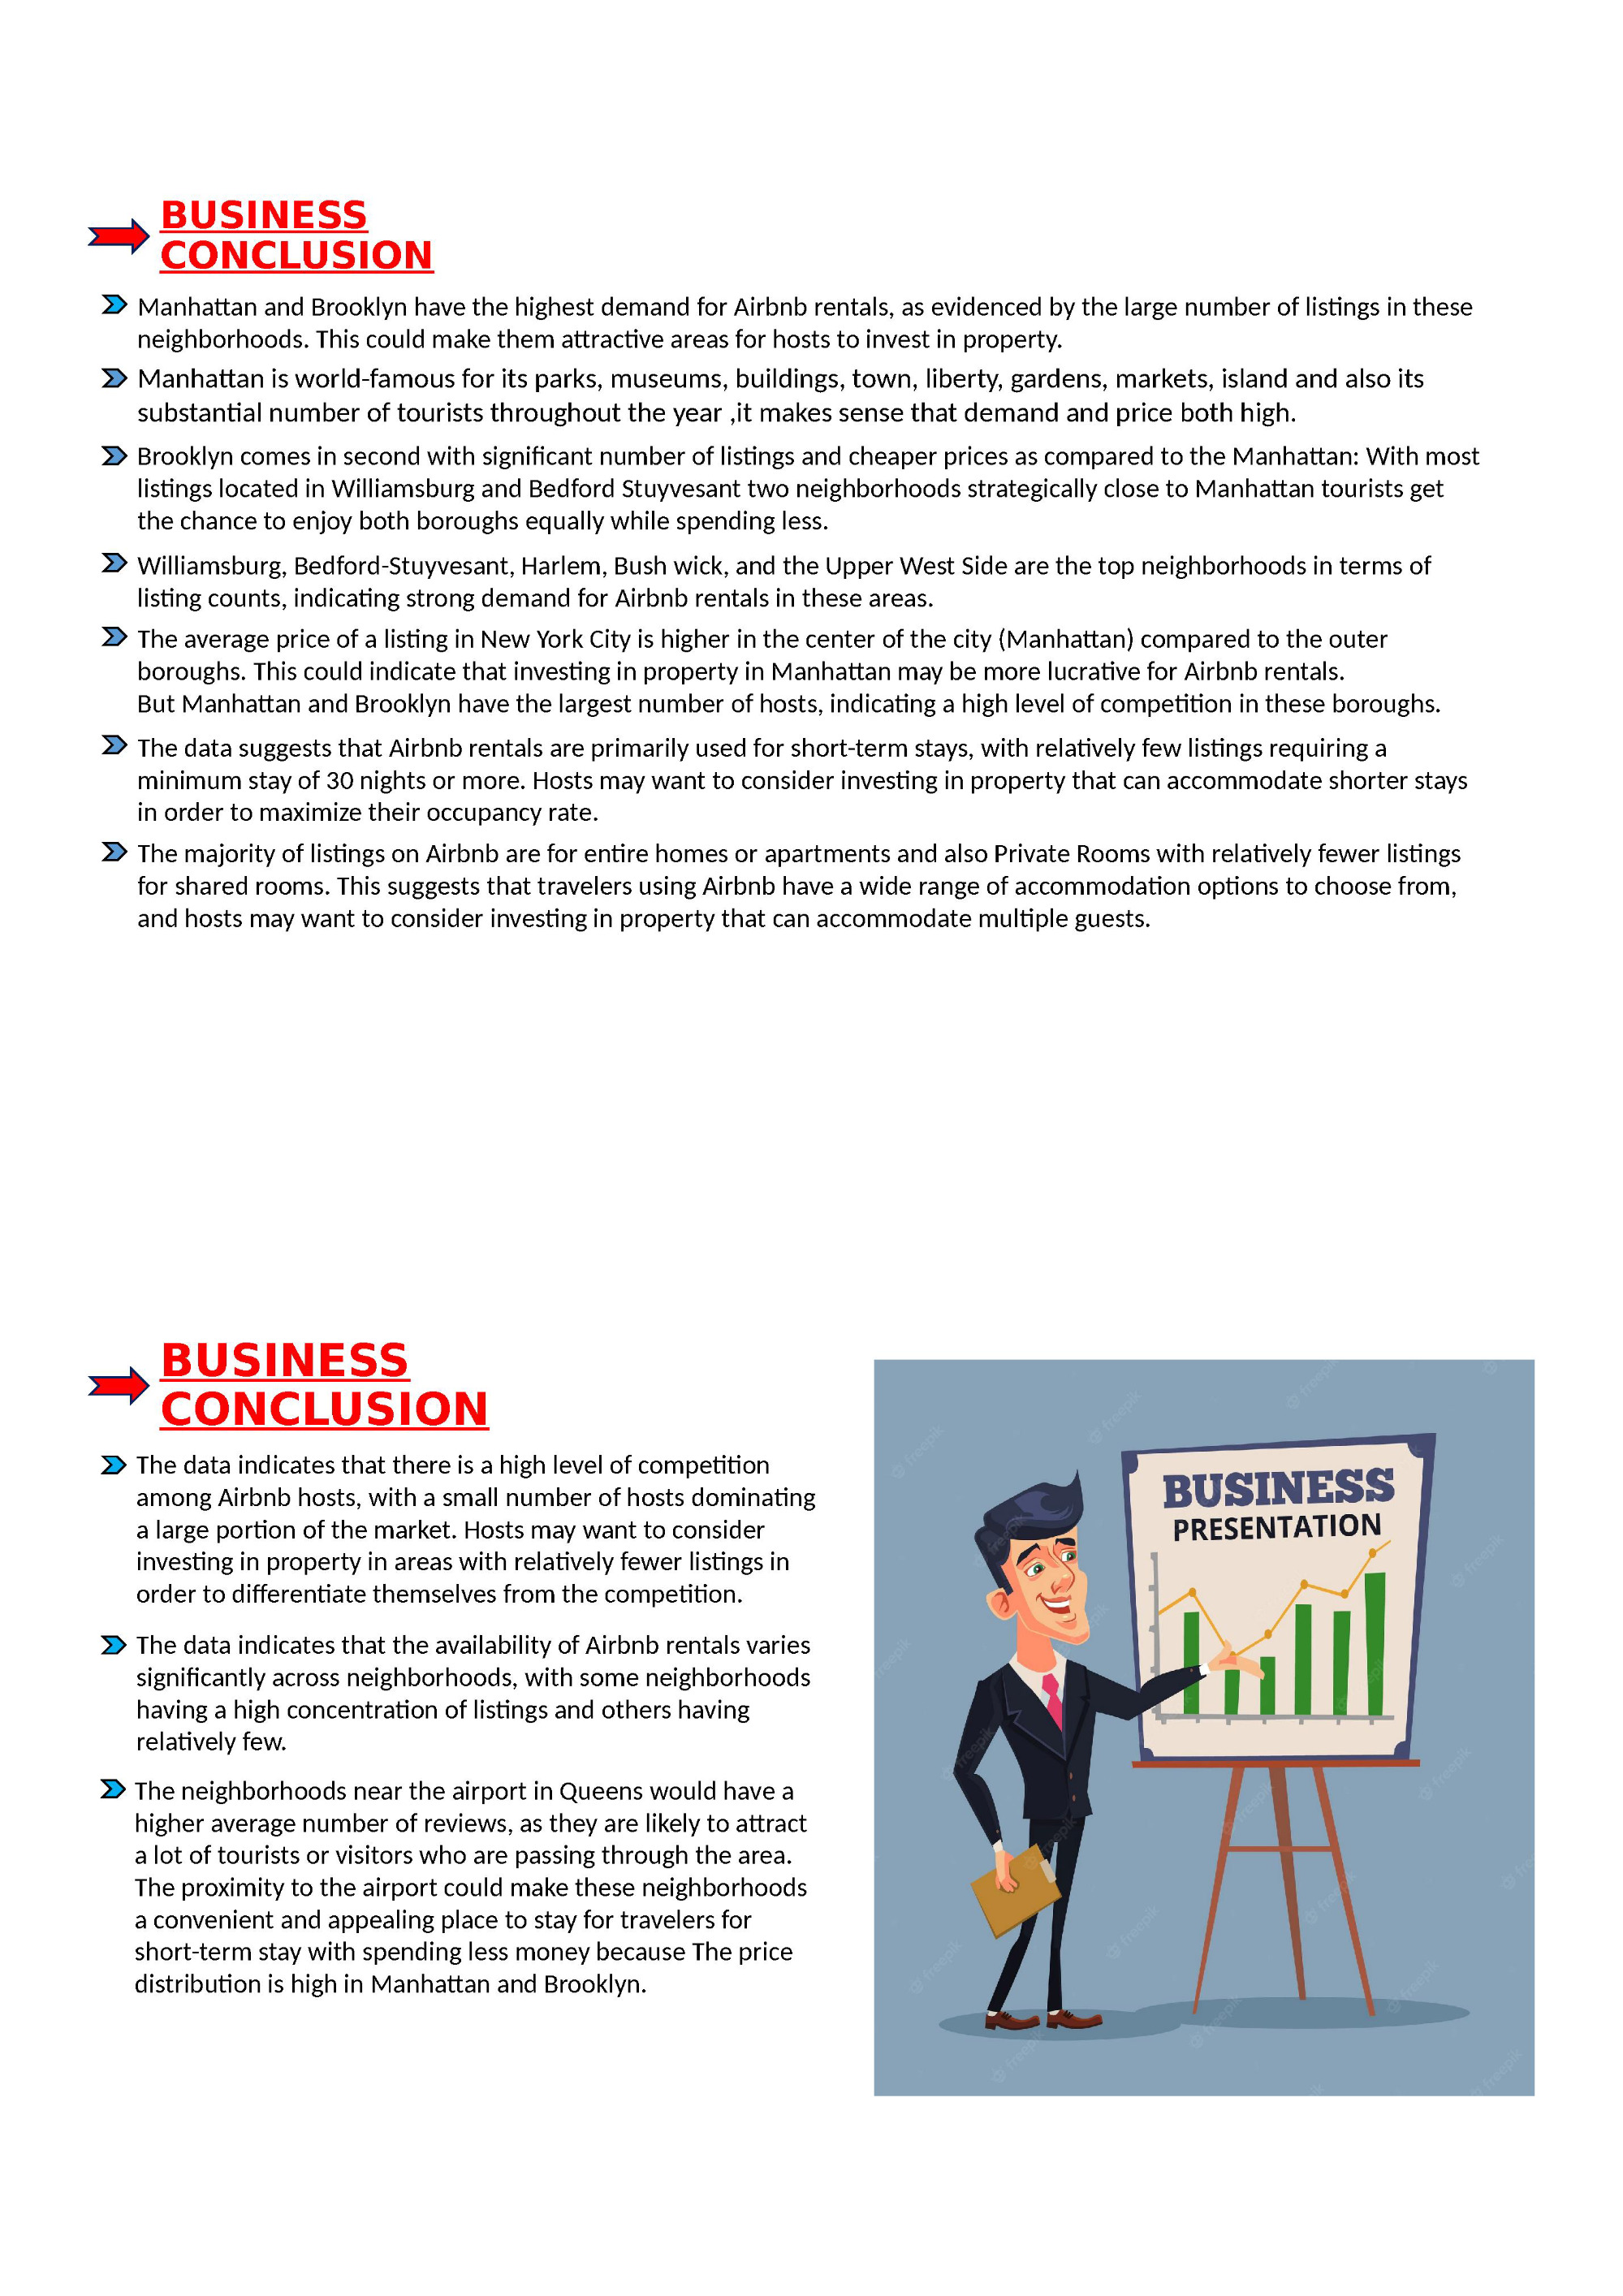 BUSINESS
CONCLUSION
Manhattan and Brooklyn have the highest demand for Airbnb rentals, as evidenced by the large number of listings in these
neighborhoods. This could make them attractive areas for hosts to invest in property.
Manhattan is world-famous for its parks, museums, buildings, town, liberty, gardens, markets, island and also its
substantial number of tourists throughout the year ,it makes sense that demand and price both high.
Brooklyn comes in second with significant number of listings and cheaper prices as compared to the Manhattan: With most
listings located in Williamsburg and Bedford Stuyvesant two neighborhoods strategically close to Manhattan tourists get
the chance to enjoy both boroughs equally while spending less.
Williamsburg, Bedford-Stuyvesant, Harlem, Bush wick, and the Upper West Side are the top neighborhoods in terms of
listing counts, indicating strong demand for Airbnb rentals in these areas.
The average price of a listing in New York City is higher in the center of the city (Manhattan) compared to the outer
boroughs. This could indicate that investing in property in Manhattan may be more lucrative for Airbnb rentals.
But Manhattan and Brooklyn have the largest number of hosts, indicating a high level of competition in these boroughs.
The data suggests that Airbnb rentals are primarily used for short-term stays, with relatively few listings requiring a
minimum stay of 30 nights or more. Hosts may want to consider investing in property that can accommodate shorter stays
in order to maximize their occupancy rate.
The majority of listings on Airbnb are for entire homes or apartments and also Private Rooms with relatively fewer listings
for shared rooms. This suggests that travelers using Airbnb have a wide range of accommodation options to choose from,
and hosts may want to consider investing in property that can accommodate multiple guests.
BUSINESS
CONCLUSION
The data indicates that there is a high level of competition
among Airbnb hosts, with a small number of hosts dominating
a large portion of the market. Hosts may want to consider
investing in property in areas with relatively fewer listings in
order to differentiate themselves from the competition.
The data indicates that the availability of Airbnb rentals varies
significantly across neighborhoods, with some neighborhoods
having a high concentration of listings and others having
relatively few.
The neighborhoods near the airport in Queens would have a
higher average number of reviews, as they are likely to attract
a lot of tourists or visitors who are passing through the area.
The proximity to the airport could make these neighborhoods
a convenient and appealing place to stay for travelers for
short-term stay with spending less money because The price
distribution is high in Manhattan and Brooklyn.
BUSINESS
PRESENTATION
freepik